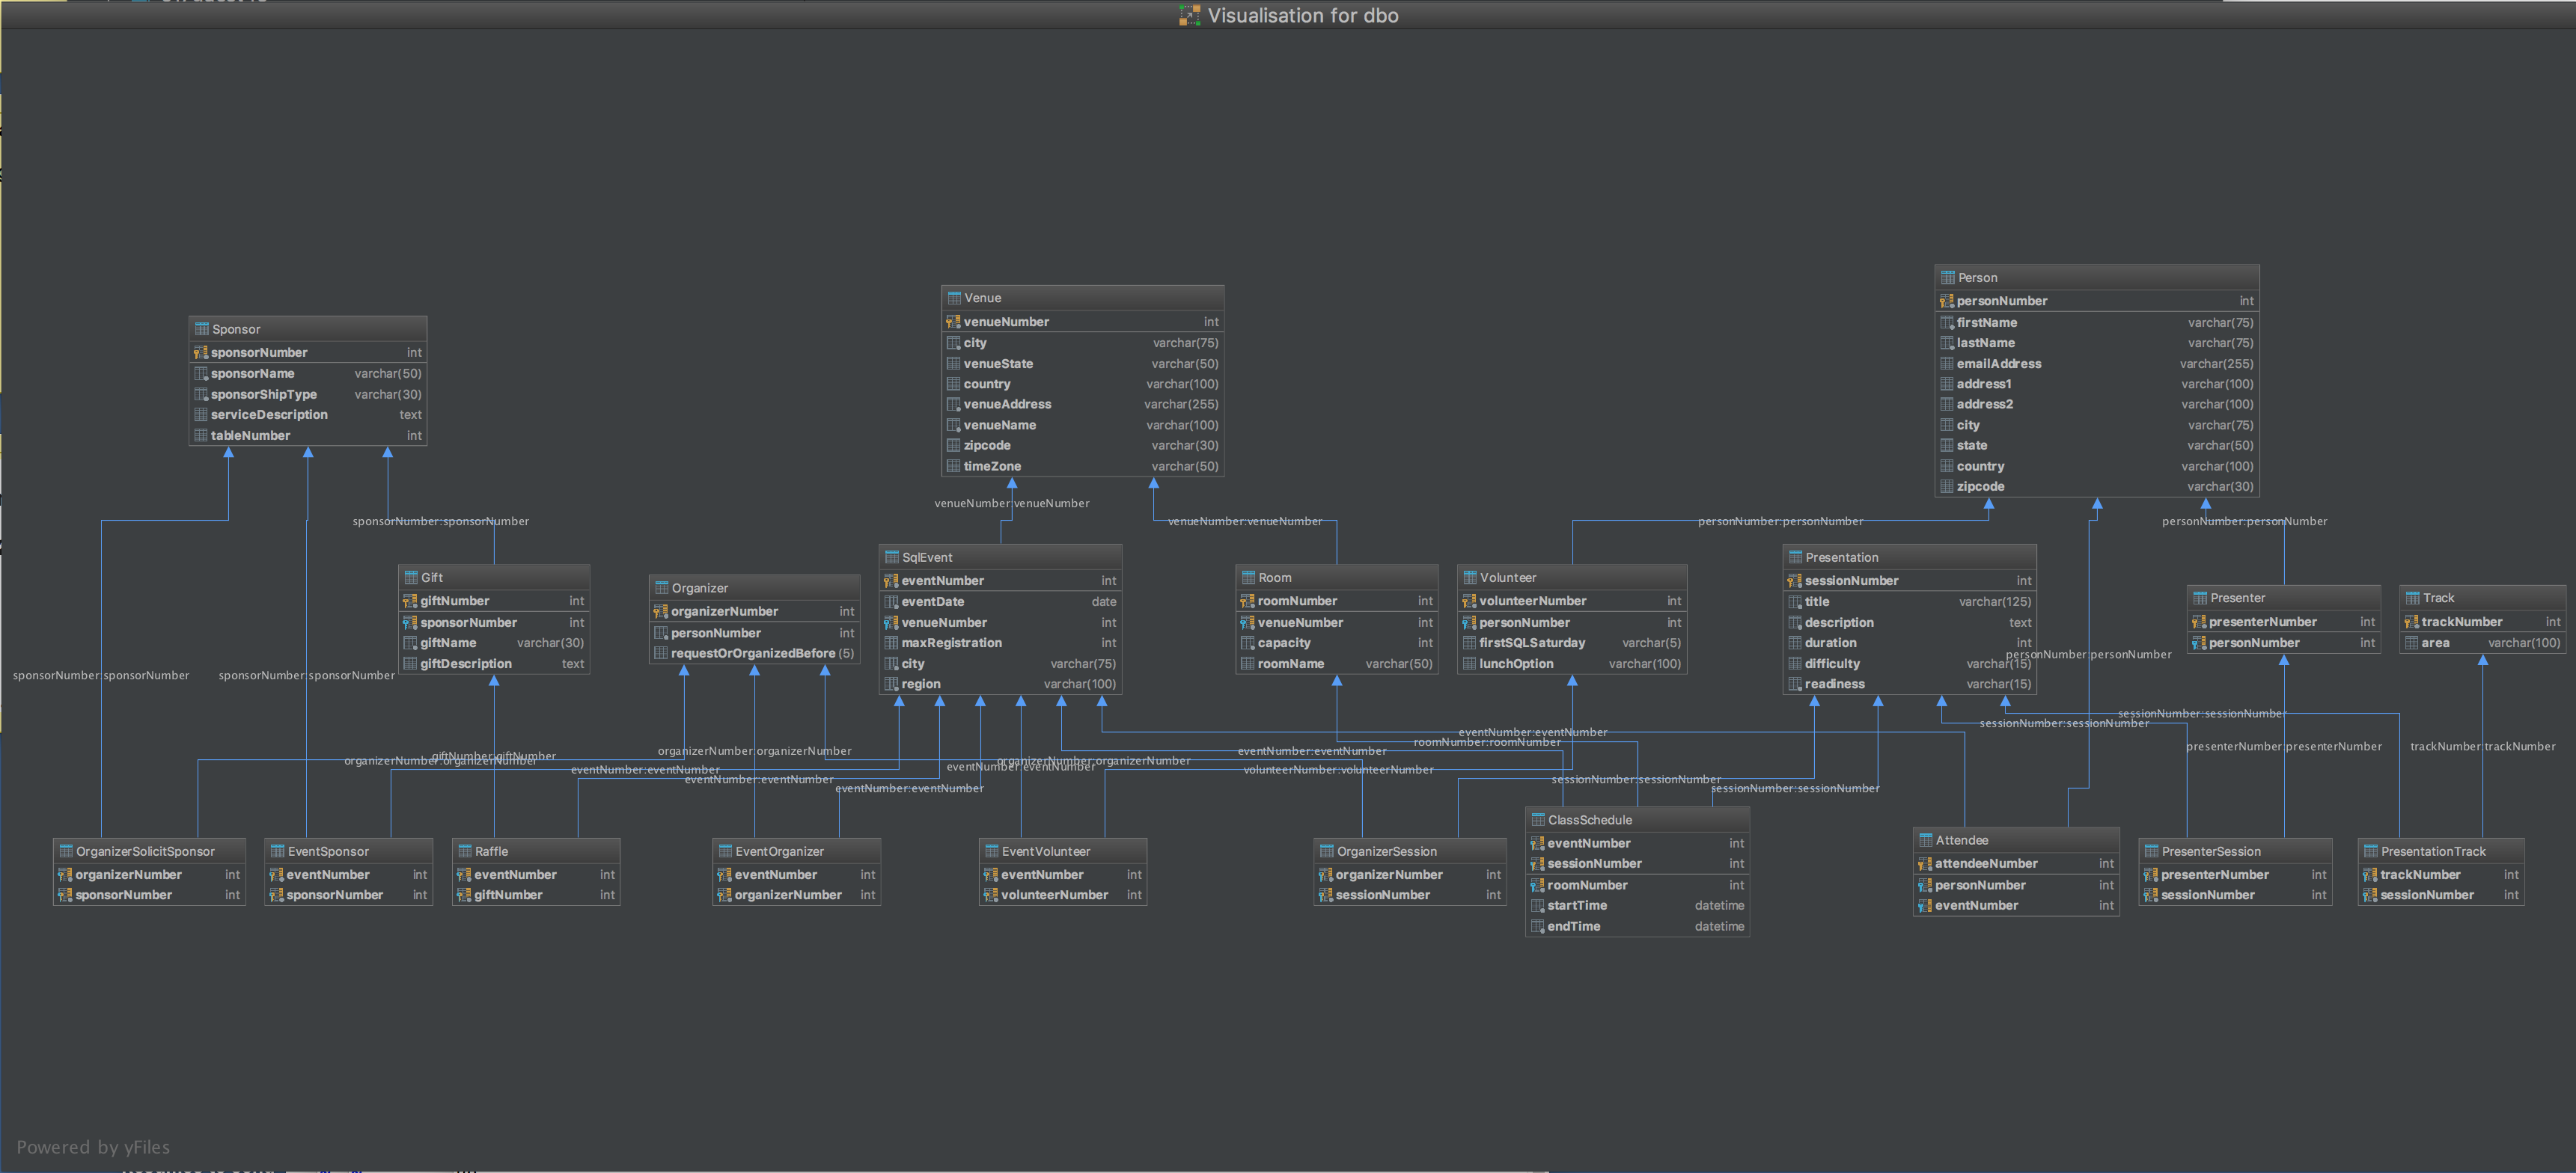 Visualisation for dbo
Sponsor
sponsorNumber int
sponsorName varchar(50)
sponsorShipType varchar(30)
serviceDescription text
tableNumber int
Venue
venueNumber int
city varchar(75)
venueState varchar(50)
country varchar(100)
venueAddress varchar(255)
venueName varchar(100)
zipcode varchar(30)
timeZone varchar(50)
Person
personNumber int
firstName varchar(75)
lastName varchar(75)
emailAddress varchar(255)
address1 varchar(100)
address2 varchar(100)
city varchar(75)
state varchar(50)
country varchar(100)
zipcode varchar(30)
venueNumber:venueNumber
sponsorNumber:sponsorNumber
venueNumber:venueNumber
personNumber:personNumber
personNumber:personNumber
Gift
giftNumber int
sponsorNumber int
giftName varchar(30)
giftDescription text
Organizer
organizerNumber int
personNumber int
requestOrOrganizedBefore (5)
SqlEvent
eventNumber int
eventDate date
venueNumber int
maxRegistration int
city varchar(75)
region varchar(100)
Room
roomNumber int
venueNumber int
capacity int
roomName varchar(50)
Volunteer
volunteerNumber int
personNumber int
firstSQLSaturday varchar(5)
lunchOption varchar(100)
Presentation
sessionNumber int
title varchar(125)
description text
duration int
difficulty varchar(15)
readiness varchar(15)
Presenter
presenterNumber int
personNumber int
Track
trackNumber int
area varchar(100)
personNumber:personNumber
sponsorNumber:sponsorNumber
sponsorNumber:sponsorNumber
sessionNumber:sessionNumber
sessionNumber:sessionNumber
eventNumber:eventNumber
roomNumber:roomNumber
presenterNumber:presenterNumber
trackNumber:trackNumber
organizerNumber:organizerNumber
eventNumber:eventNumber
giftNumber:giftNumber
organizerNumber:organizerNumber
organizerNumber:organizerNumber
eventNumber:eventNumber
eventNumber:eventNumber
volunteerNumber:volunteerNumber
eventNumber:eventNumber
sessionNumber:sessionNumber
eventNumber:eventNumber
sessionNumber:sessionNumber
OrganizerSolicitSponsor
organizerNumber int
sponsorNumber int
EventSponsor
eventNumber int
sponsorNumber int
Raffle
eventNumber int
giftNumber int
EventOrganizer
eventNumber int
organizerNumber int
EventVolunteer
eventNumber int
volunteerNumber int
OrganizerSession
organizerNumber int
sessionNumber int
ClassSchedule
eventNumber int
sessionNumber int
roomNumber int
startTime datetime
endTime datetime
Attendee
attendeeNumber int
personNumber int
eventNumber int
PresenterSession
presenterNumber int
sessionNumber int
PresentationTrack
trackNumber int
sessionNumber int
Powered by yFiles